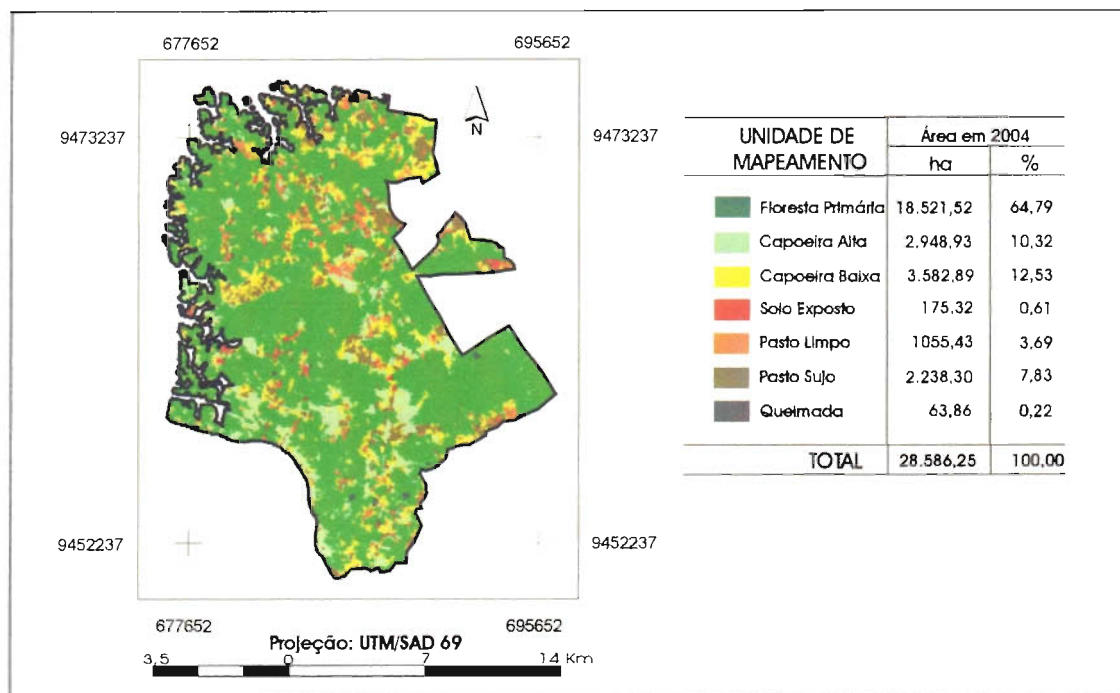 677652 695652
9473237 9473237
N
9452237 9452237
677652 695652
Projeção: UTM/SAD 69
3,5 0 7 14 Km
UNIDADE DE MAPEAMENTO Área em 2004
ha %
Floresta Primária 18.521,52 64,79
Capoeira Alta 2.948,93 10,32
Capoeira Baixa 3.582,89 12,53
Solo Exposto 175,32 0,61
Pasto Limpo 1055,43 3,69
Pasto Sujo 2.238,30 7,83
Queimada 63,86 0,22
TOTAL 28.586,25 100,00